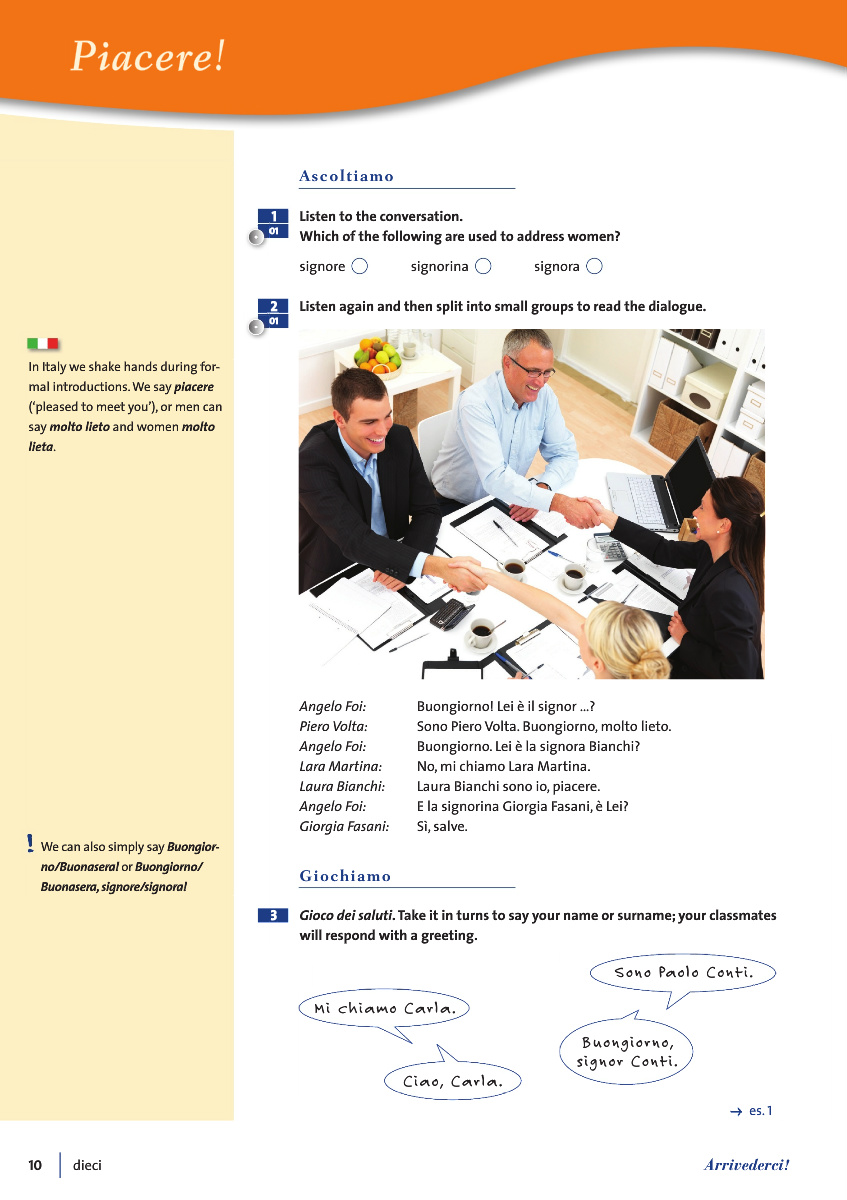 Piacere!
Ascoltiamo
1
01
Listen to the conversation.
Which of the following are used to address women?
signore signorina signora
2
01
Listen again and then split into small groups to read the dialogue.
In Italy we shake hands during for-
mal introductions. We say piacere
(‘pleased to meet you’), or men can
say molto lieto and women molto
lieta.
Angelo Foi: Buongiorno! Lei è il signor ...?
Piero Volta: Sono Piero Volta. Buongiorno, molto lieto.
Angelo Foi: Buongiorno. Lei è la signora Bianchi?
Lara Martina: No, mi chiamo Lara Martina.
Laura Bianchi: Laura Bianchi sono io, piacere.
Angelo Foi: E la signorina Giorgia Fasani, è Lei?
Giorgia Fasani: Sì, salve.
! We can also simply say Buongior-
no/Buonasera! or Buongiorno/
Buonasera, signore/signora!
Giochiamo
3
Gioco dei saluti. Take it in turns to say your name or surname; your classmates
will respond with a greeting.
Mi chiamo Carla.
Ciao, Carla.
Sono Paolo Conti.
Buongiorno,
signor Conti.
→ es. 1
10 dieci
Arrivederci!